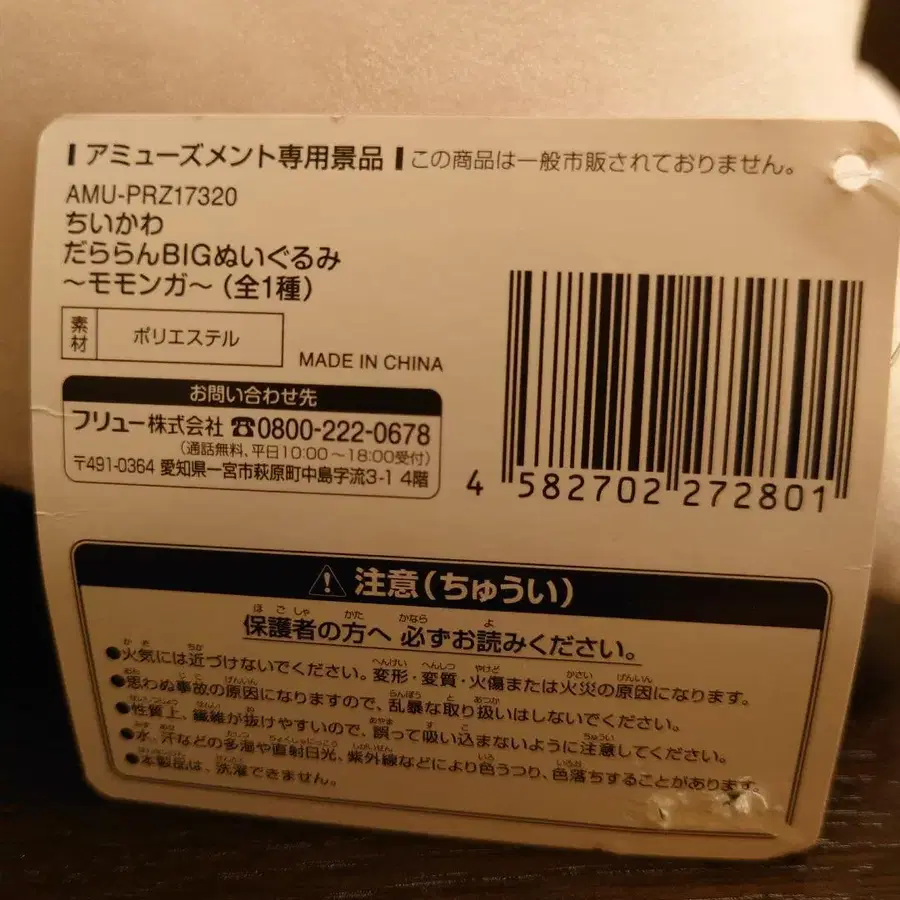 アミューズメント専用景品 この商品は一般市販されておりません。
AMU-PRZ17320
ちいかわ
だららんBIGぬいぐるみ
～モモンガ～（全1種）
素材 ポリエステル
MADE IN CHINA
お問い合わせ先
フリュー株式会社 ☎0800-222-0678
（通話無料、平日10:00～18:00受付）
〒491-0364 愛知県一宮市萩原町中島字流3-1 4階
4 582702 272801
注意（ちゅうい）
保護者の方へ 必ずお読みください。
●火気には近づけないでください。変形・変質・火傷または火災の原因になります。
●思わぬ事故の原因になりますので、乱暴な取り扱いはしないでください。
●性質上、繊維が抜けやすいので、誤って吸い込まないように注意してください。
●水、汗などの多湿や直射日光、紫外線などにより色うつり、色落ちすることがあります。
●本製品は、洗濯できません。